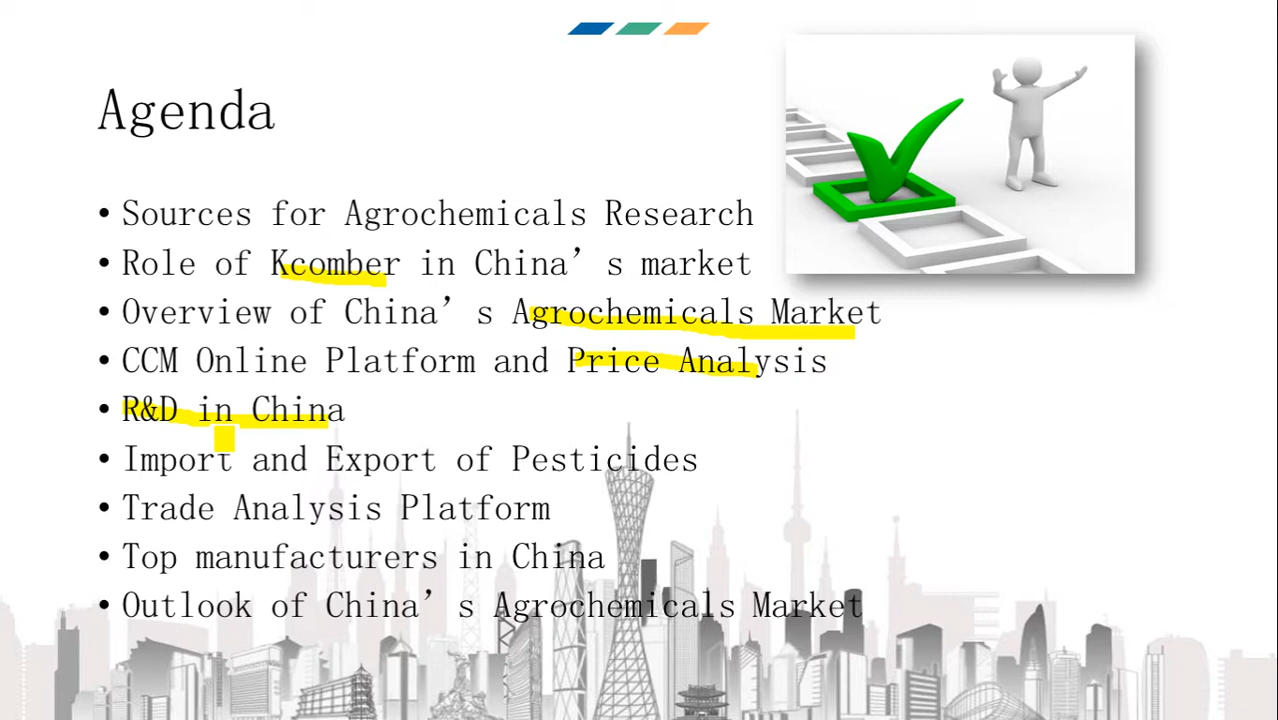 Agenda
• Sources for Agrochemicals Research
• Role of Kcomber in China’s market
• Overview of China’s Agrochemicals Market
• CCM Online Platform and Price Analysis
• R&D in China
• Import and Export of Pesticides
• Trade Analysis Platform
• Top manufacturers in China
• Outlook of China’s Agrochemicals Market